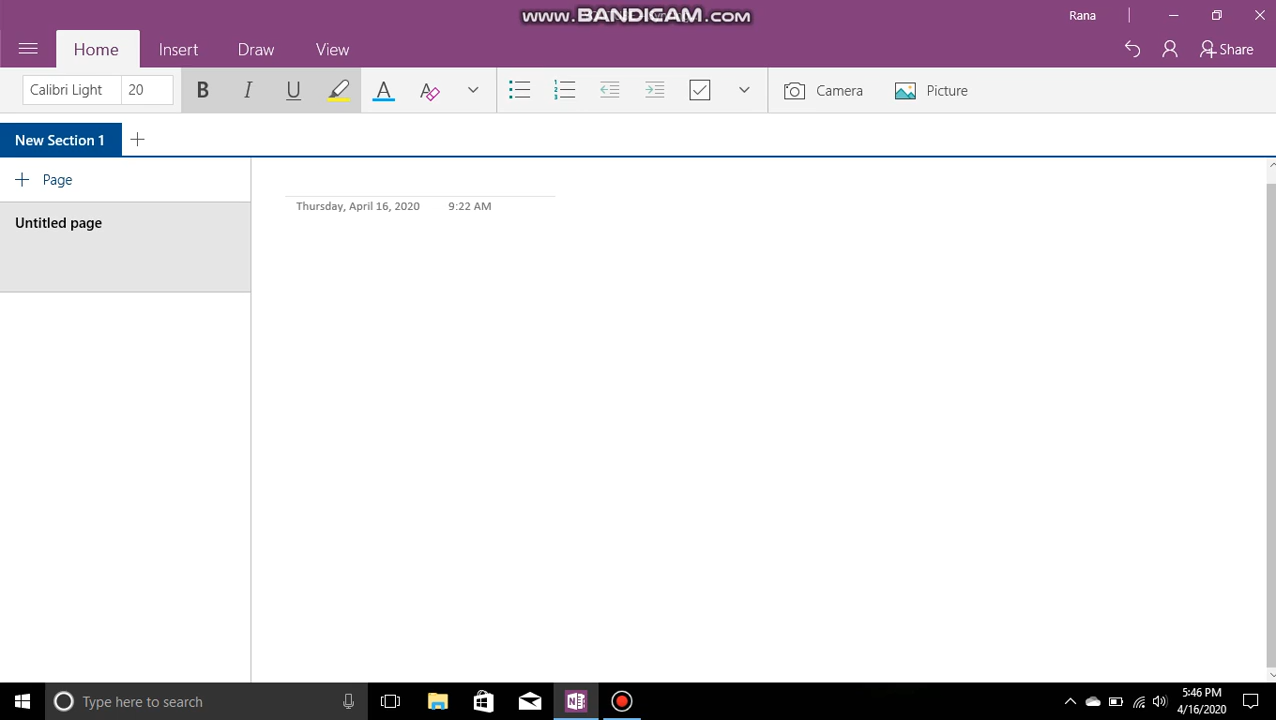 www.BANDICAM.com
Rana
Home Insert Draw View Share
Calibri Light 20 B I U A A Camera Picture
New Section 1
Page
Untitled page
Thursday, April 16, 2020 9:22 AM
Type here to search
5:46 PM
4/16/2020